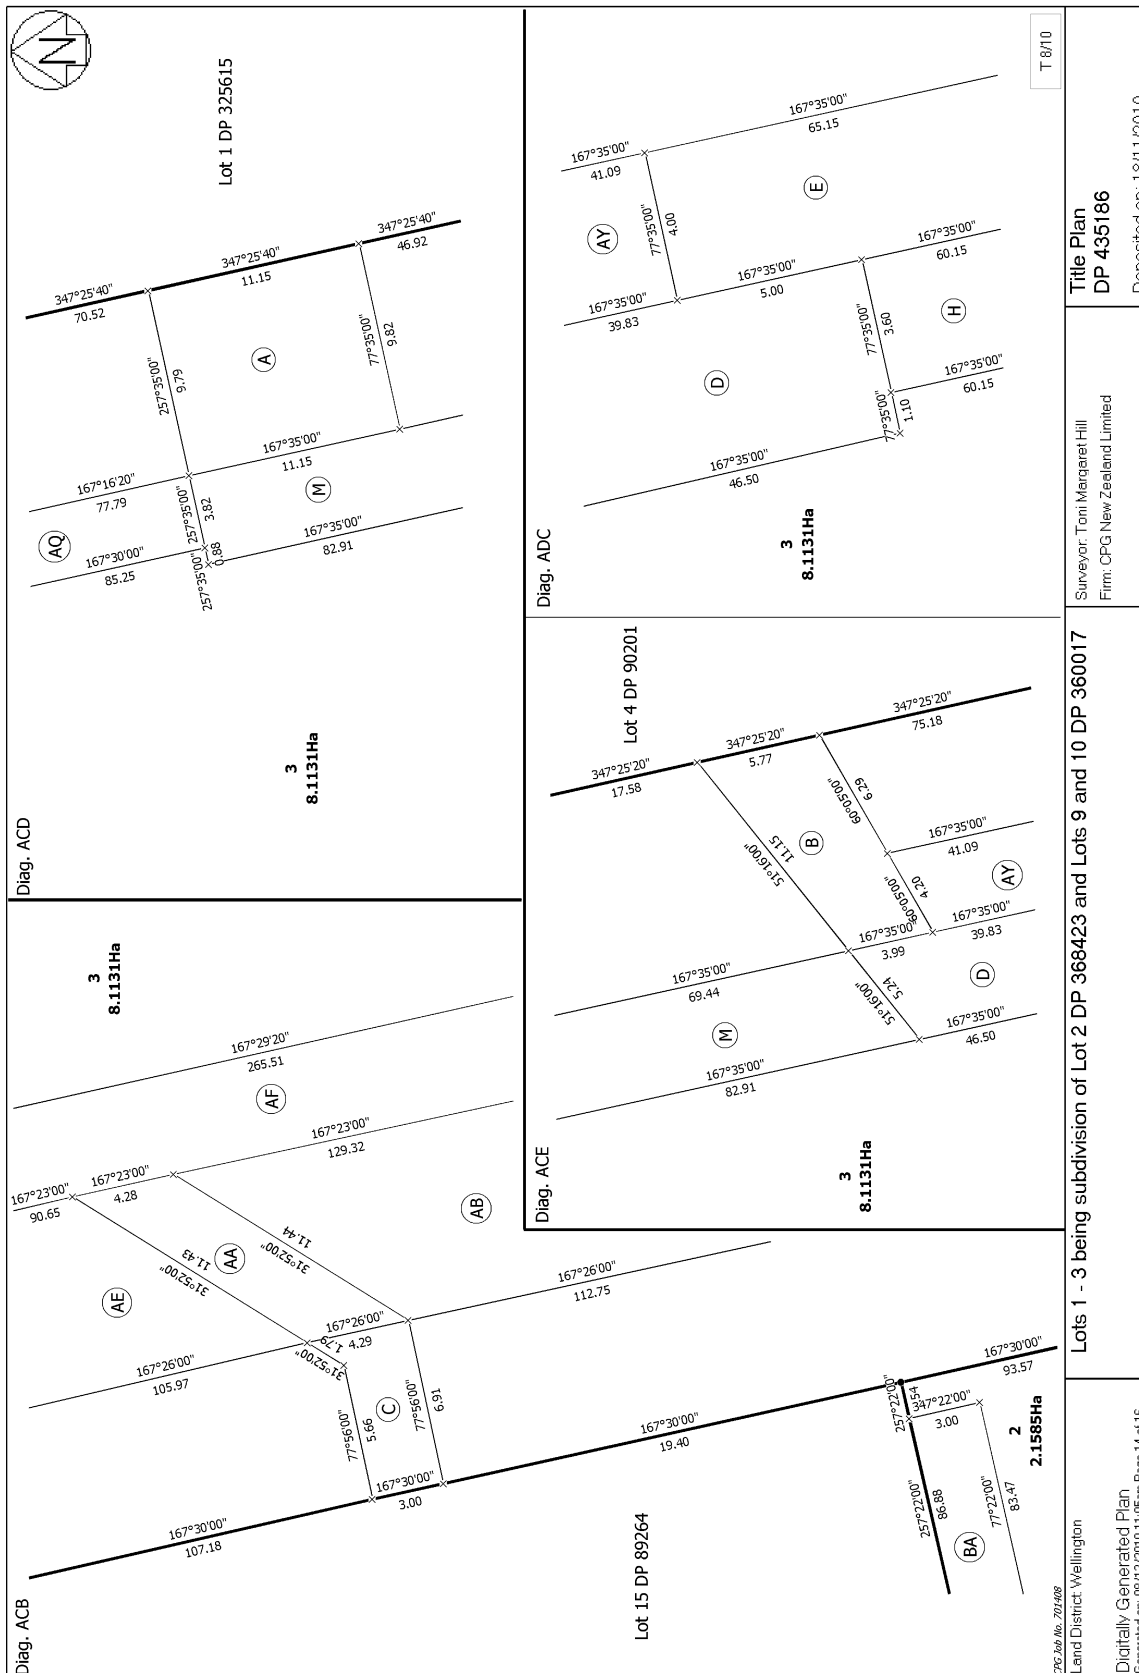 N
Diag. ACB
167°30'00"
107.18
167°26'00"
105.97
AE
167°23'00"
90.65
167°23'00"
4.28
31°52'00"
11.43
AA
31°52'00"
11.44
AF
167°29'20"
265.51
167°23'00"
129.32
AB
3
8.1131Ha
167°26'00"
4.29
31°52'00"
1.79
77°56'00"
5.66
C
77°56'00"
6.91
167°26'00"
112.75
167°30'00"
3.00
167°30'00"
19.40
Lot 15 DP 89264
257°22'00"
347°22'00"
3.00
167°30'00"
93.57
257°22'00"
86.88
77°22'00"
83.47
BA
2
2.1585Ha
Diag. ACD
3
8.1131Ha
AQ
167°30'00"
85.25
167°16'20"
77.79
257°35'00"
0.88
257°35'00"
3.82
257°35'00"
9.79
347°25'40"
70.52
347°25'40"
11.15
347°25'40"
46.92
A
77°35'00"
9.82
167°35'00"
11.15
M
167°35'00"
82.91
Lot 1 DP 325615
Diag. ACE
M
167°35'00"
82.91
167°35'00"
69.44
51°16'00"
5.24
51°16'00"
11.15
347°25'20"
17.58
347°25'20"
5.77
347°25'20"
75.18
Lot 4 DP 90201
B
60°05'00"
6.29
60°05'00"
4.20
167°35'00"
3.99
167°35'00"
41.09
AY
167°35'00"
39.83
D
167°35'00"
46.50
3
8.1131Ha
Diag. ADC
167°35'00"
46.50
D
167°35'00"
39.83
AY
167°35'00"
41.09
77°35'00"
4.00
167°35'00"
5.00
E
167°35'00"
65.15
77°35'00"
1.10
77°35'00"
3.60
167°35'00"
60.15
H
167°35'00"
60.15
3
8.1131Ha
T 8/10
CPG Job No. 701408
Land District: Wellington
Digitally Generated Plan
Lots 1 - 3 being subdivision of Lot 2 DP 368423 and Lots 9 and 10 DP 360017
Surveyor: Toni Margaret Hill
Firm: CPG New Zealand Limited
Title Plan
DP 435186
Deposited on: 18/11/2010